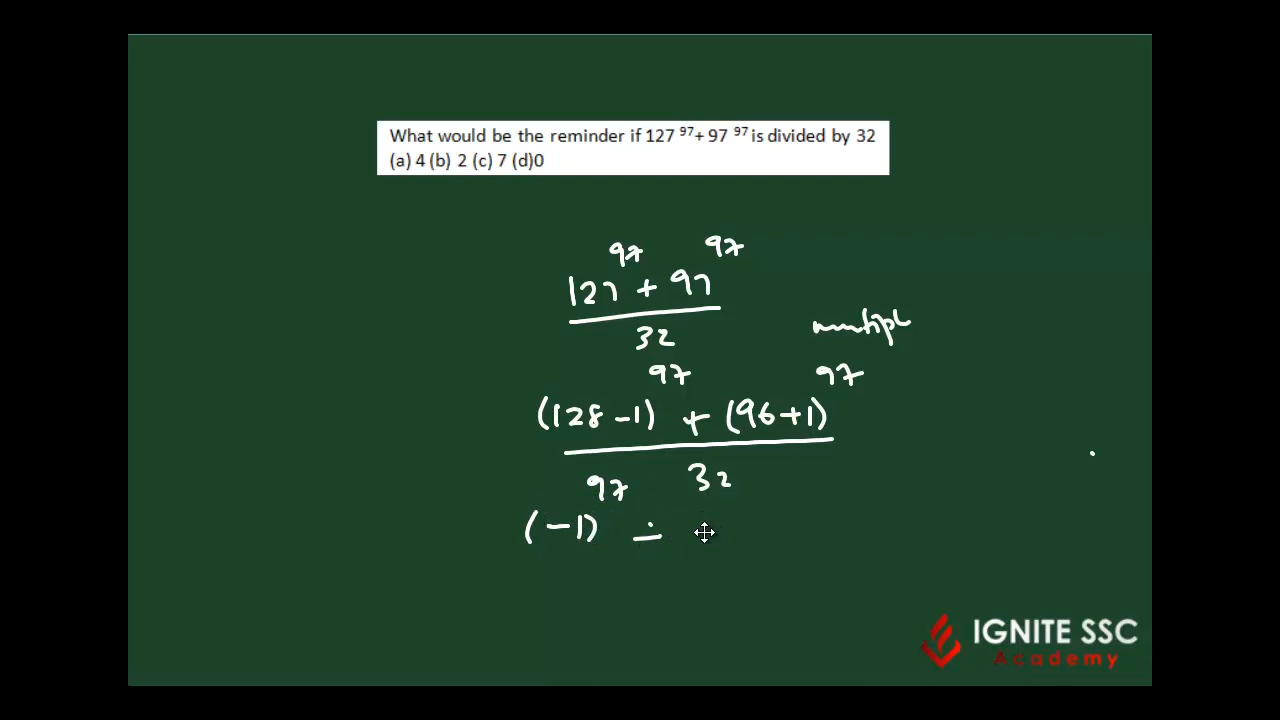 What would be the reminder if 127 ⁹⁷+ 97 ⁹⁷ is divided by 32
(a) 4 (b) 2 (c) 7 (d)0
97 97
127 + 97
32
multipl
97 97
(128 -1) + (96+1)
32
97
(-1) ∸
IGNITE SSC
Academy